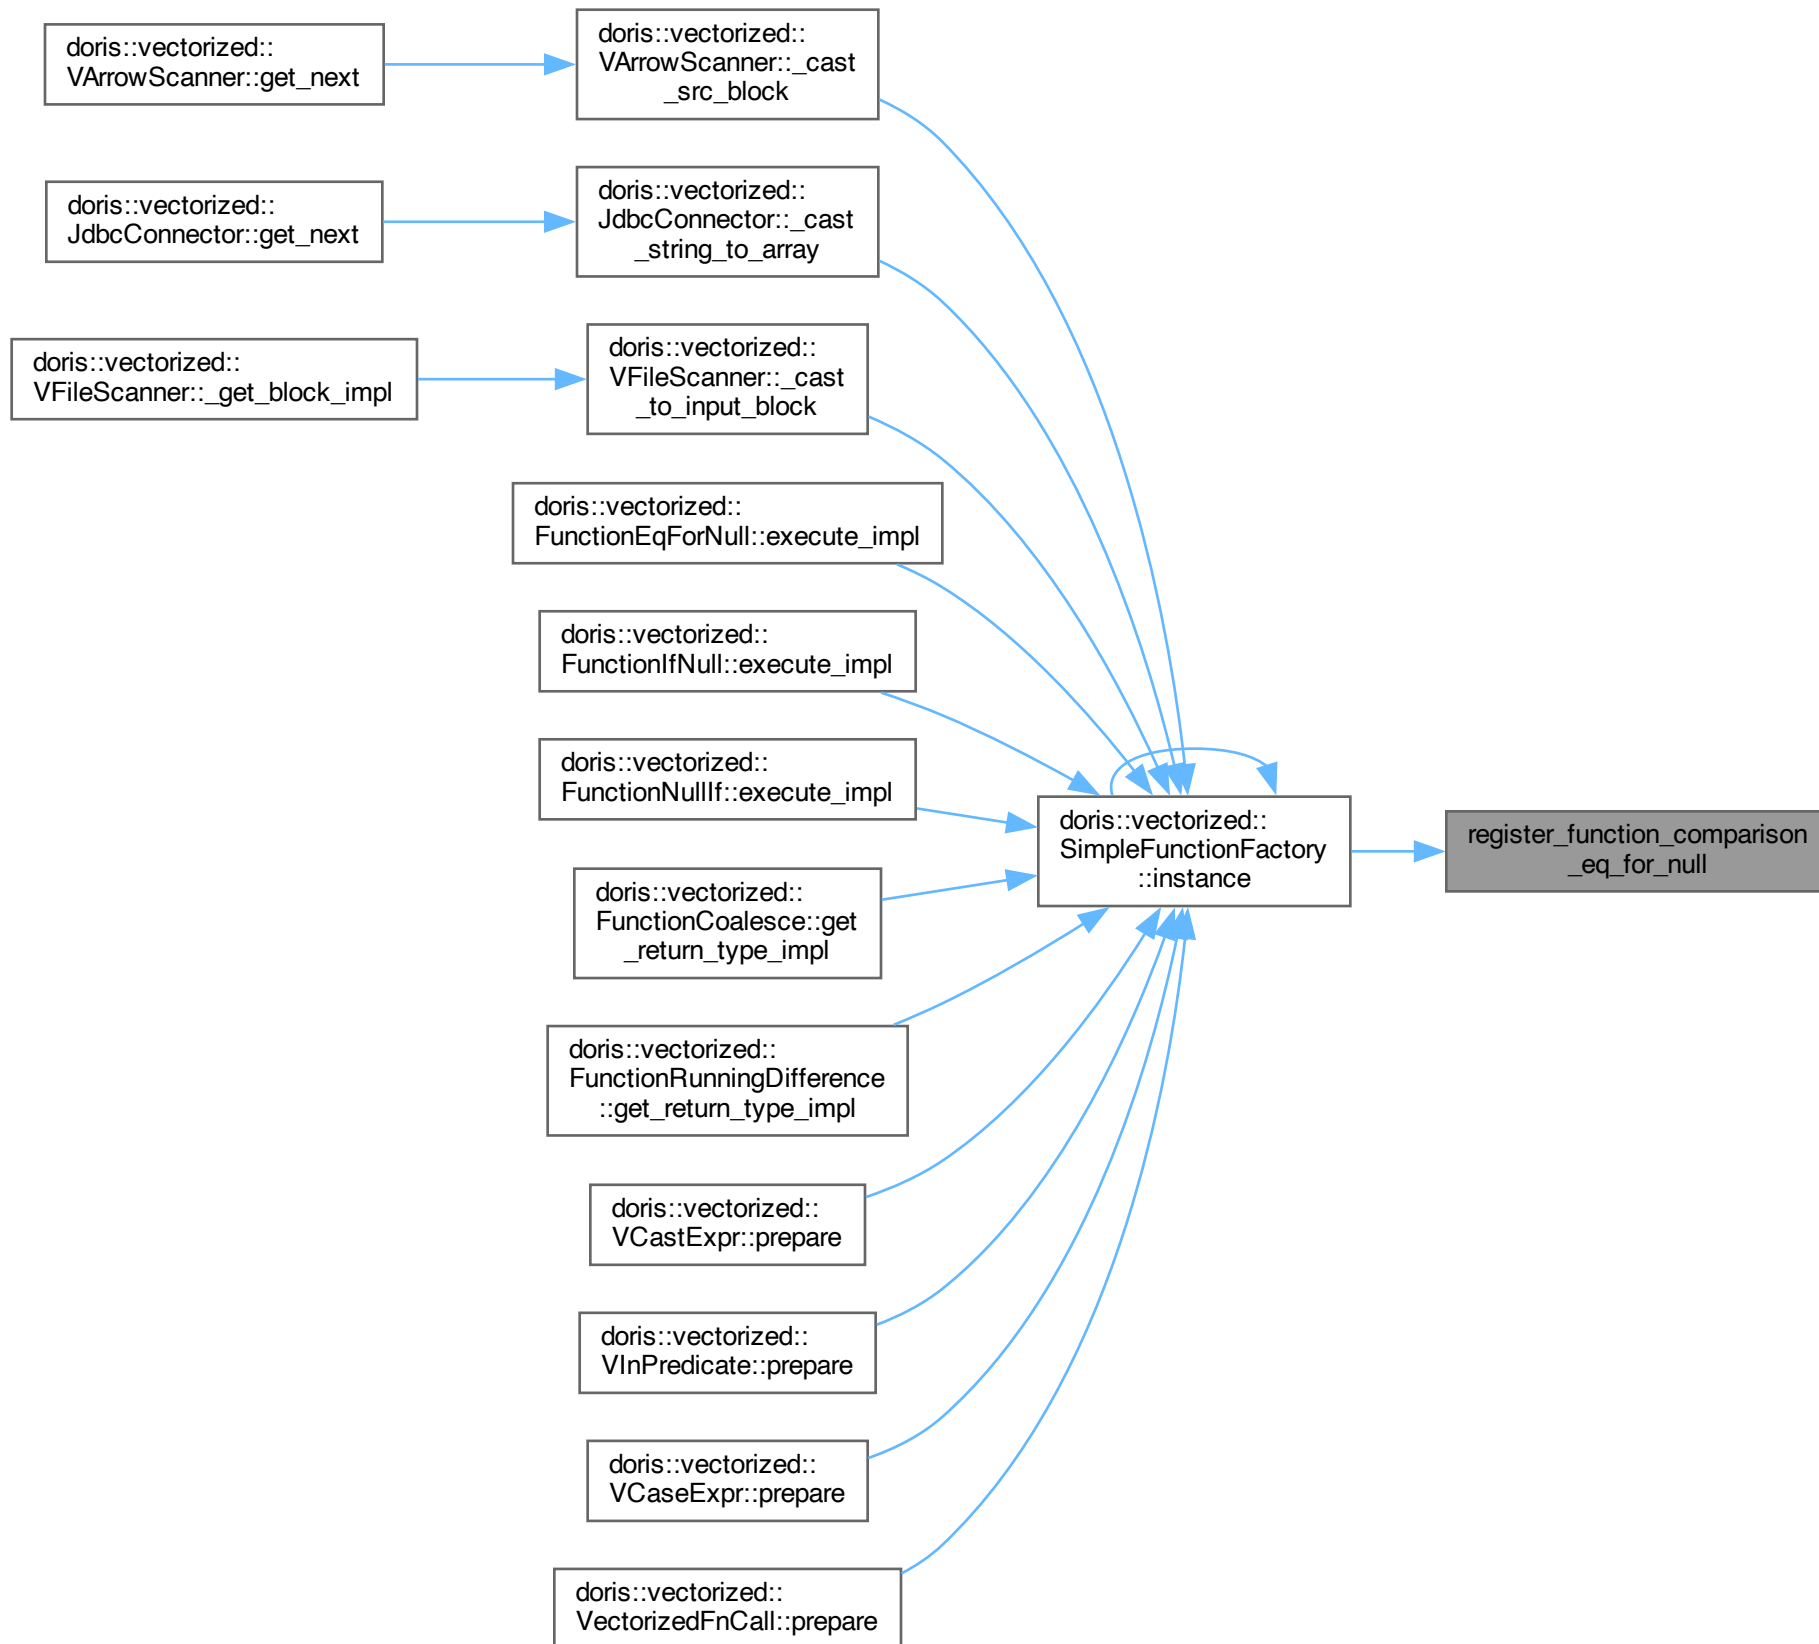 doris::vectorized::
VArrowScanner::get_next
doris::vectorized::
VArrowScanner::_cast
_src_block
doris::vectorized::
JdbcConnector::get_next
doris::vectorized::
JdbcConnector::_cast
_string_to_array
doris::vectorized::
VFileScanner::_get_block_impl
doris::vectorized::
VFileScanner::_cast
_to_input_block
doris::vectorized::
FunctionEqForNull::execute_impl
doris::vectorized::
FunctionIfNull::execute_impl
doris::vectorized::
FunctionNullIf::execute_impl
doris::vectorized::
SimpleFunctionFactory
::instance
register_function_comparison
_eq_for_null
doris::vectorized::
FunctionCoalesce::get
_return_type_impl
doris::vectorized::
FunctionRunningDifference
::get_return_type_impl
doris::vectorized::
VCastExpr::prepare
doris::vectorized::
VInPredicate::prepare
doris::vectorized::
VCaseExpr::prepare
doris::vectorized::
VectorizedFnCall::prepare